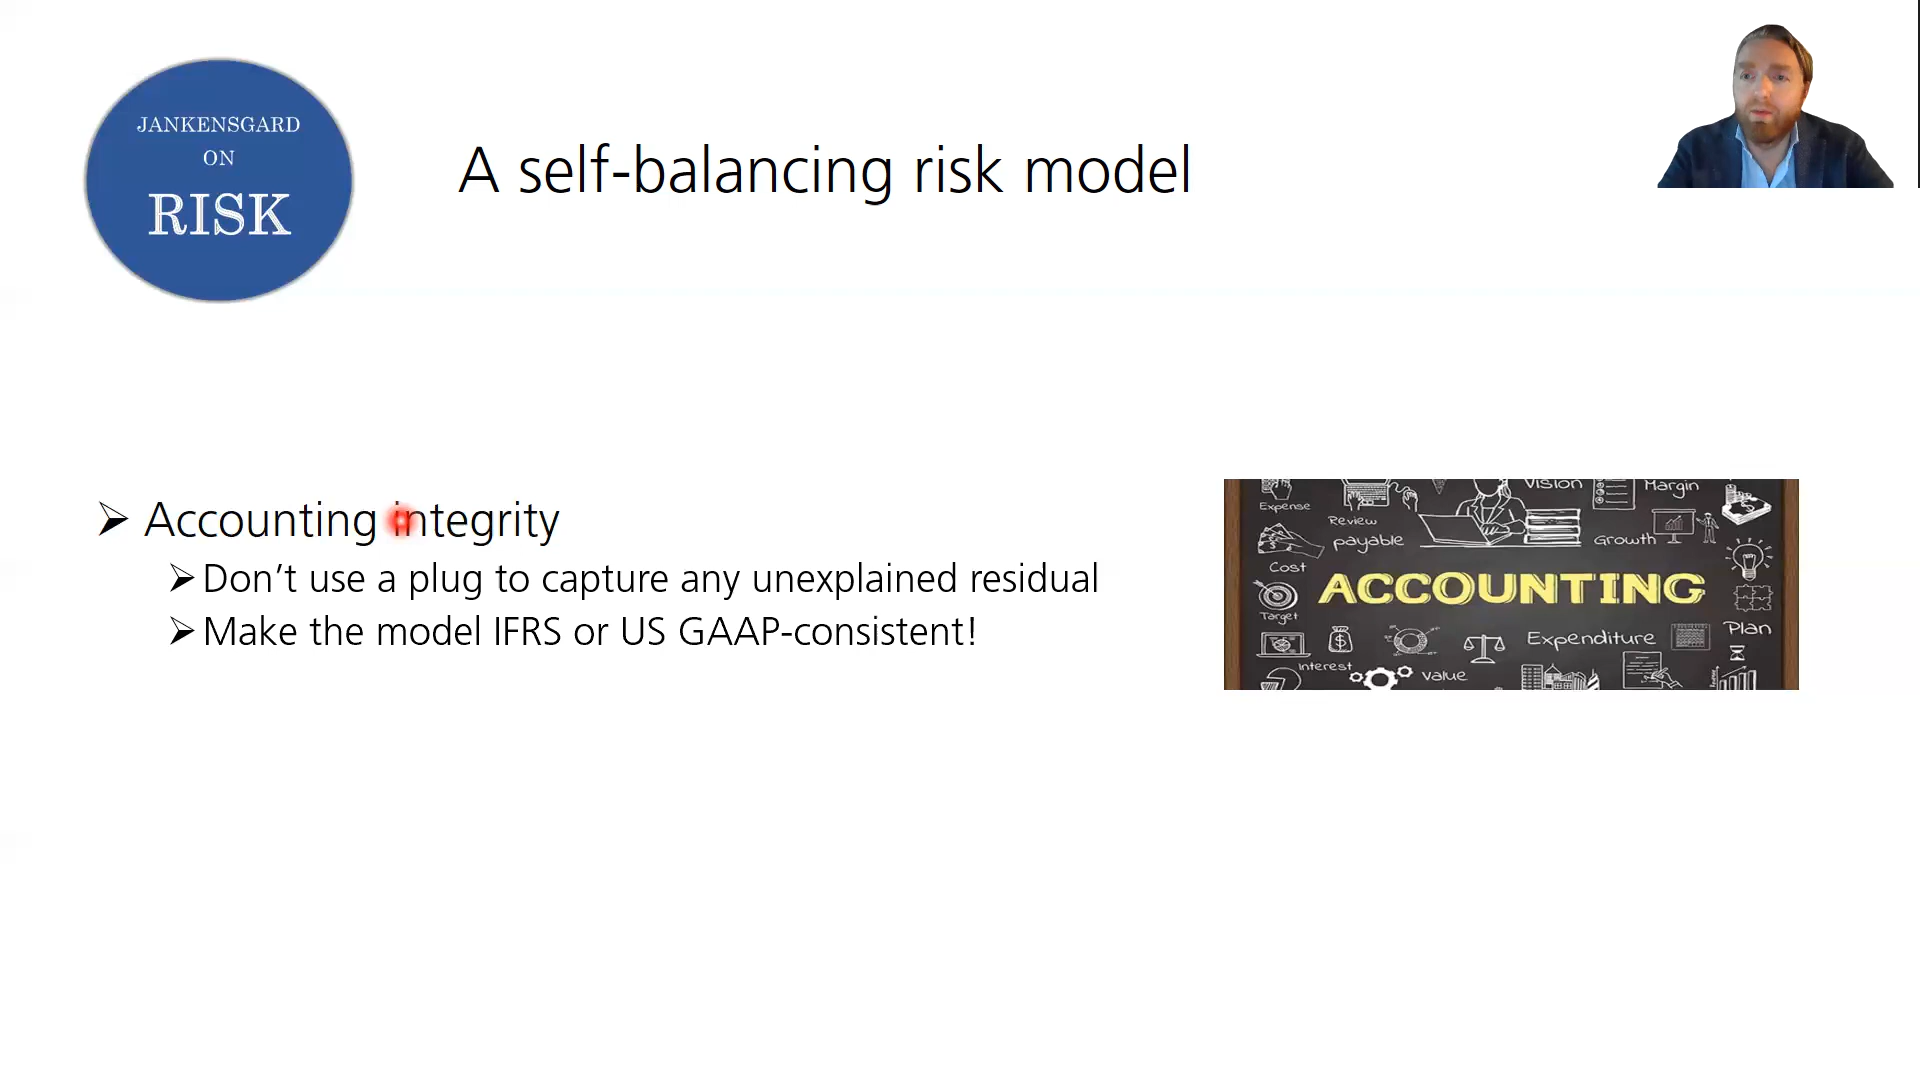 JANKENSGARD
ON
RISK
A self-balancing risk model
➢ Accounting integrity
➢ Don’t use a plug to capture any unexplained residual
➢ Make the model IFRS or US GAAP-consistent!
Vision
Margin
Expense
Review
payable
Growth
Cost
ACCOUNTING
Target
Expenditure
Plan
Interest
Value